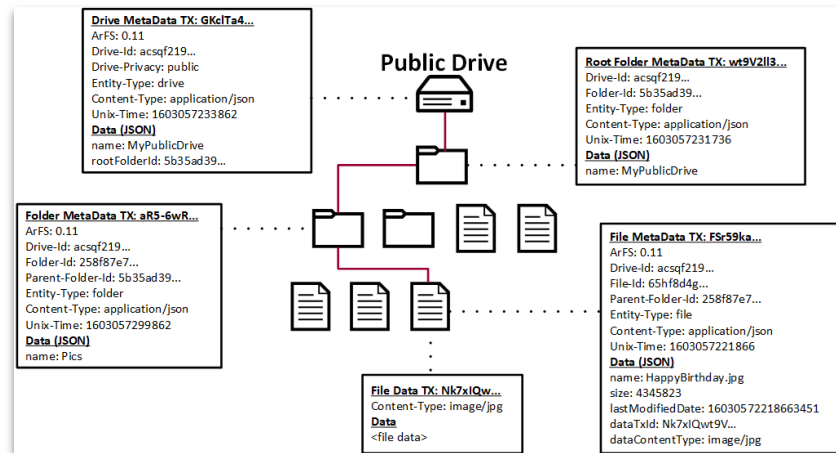 Drive MetaData TX: GKclTa4...
ArFS: 0.11
Drive-Id: acsqf219...
Drive-Privacy: public
Entity-Type: drive
Content-Type: application/json
Unix-Time: 1603057233862
Data (JSON)
name: MyPublicDrive
rootFolderId: 5b35ad39...
Public Drive
Root Folder MetaData TX: wt9V2ll3...
Drive-Id: acsqf219...
Folder-Id: 5b35ad39...
Entity-Type: folder
Content-Type: application/json
Unix-Time: 1603057231736
Data (JSON)
name: MyPublicDrive
Folder MetaData TX: aR5-6wR...
ArFS: 0.11
Drive-Id: acsqf219...
Folder-Id: 258f87e7...
Parent-Folder-Id: 5b35ad39...
Entity-Type: folder
Content-Type: application/json
Unix-Time: 1603057299862
Data (JSON)
name: Pics
File MetaData TX: FSr59ka...
ArFS: 0.11
Drive-Id: acsqf219...
File-Id: 65hf8d4g...
Parent-Folder-Id: 258f87e7...
Entity-Type: file
Content-Type: application/json
Unix-Time: 1603057221866
Data (JSON)
name: HappyBirthday.jpg
size: 4345823
lastModifiedDate: 16030572218663451
dataTxId: Nk7xIQwt9V...
dataContentType: image/jpg
File Data TX: Nk7xIQw...
Content-Type: image/jpg
Data
<file data>